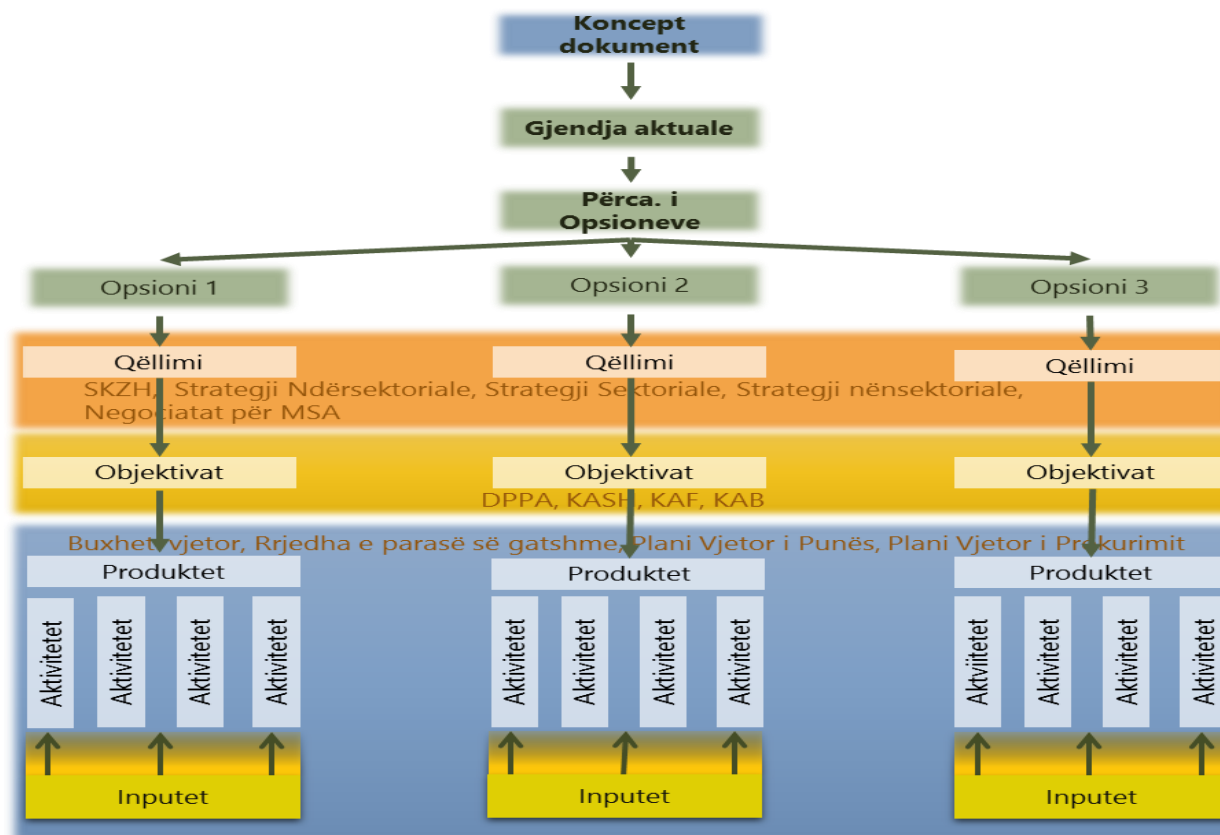 Koncept
dokument
Gjendja aktuale
Përca. i
Opsioneve
Opsioni 1
Opsioni 2
Opsioni 3
Qëllimi
Qëllimi
Qëllimi
SKZH, Strategji Ndërsektoriale, Strategji Sektoriale, Strategji nënsektoriale,
Negociatat për MSA
Objektivat
Objektivat
Objektivat
DPPA, KASH, KAF, KAB
Buxheti vjetor, Rrjedha e parasë së gatshme, Plani Vjetor i Punës, Plani Vjetor i Prokurimit
Produktet
Produktet
Produktet
Aktivitetet
Aktivitetet
Aktivitetet
Aktivitetet
Aktivitetet
Aktivitetet
Aktivitetet
Aktivitetet
Aktviitetet
Aktivitetet
Aktivitetet
Aktivitetet
Inputet
Inputet
Inputet